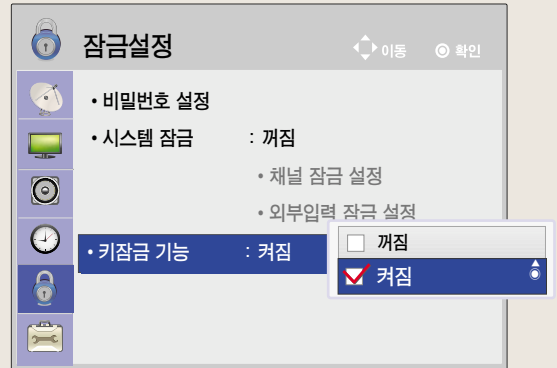 잠금설정 이동 확인
• 비밀번호 설정
• 시스템 잠금 : 꺼짐
• 채널 잠금 설정
• 외부입력 잠금 설정
• 키잠금 기능 : 켜짐
꺼짐
켜짐